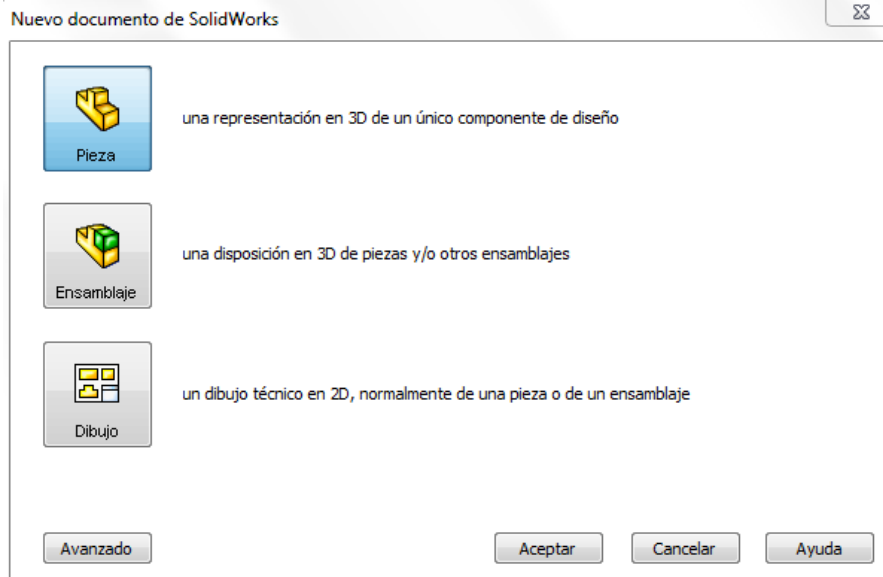 Nuevo documento de SolidWorks
una representación en 3D de un único componente de diseño
Pieza
una disposición en 3D de piezas y/o otros ensamblajes
Ensamblaje
un dibujo técnico en 2D, normalmente de una pieza o de un ensamblaje
Dibujo
Avanzado Aceptar Cancelar Ayuda